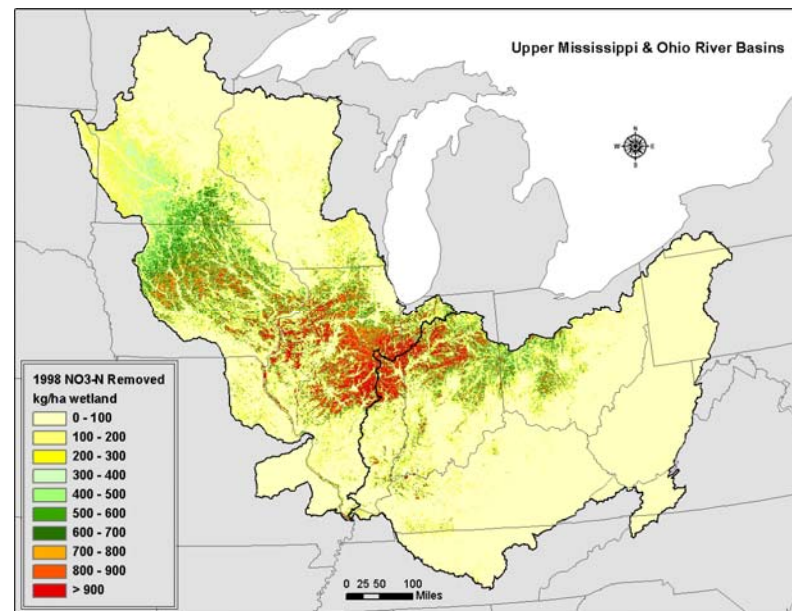 Upper Mississippi & Ohio River Basins
N
W E
S
1998 NO3-N Removed
kg/ha wetland
0 - 100
100 - 200
200 - 300
300 - 400
400 - 500
500 - 600
600 - 700
700 - 800
800 - 900
> 900
0 25 50 100
Miles